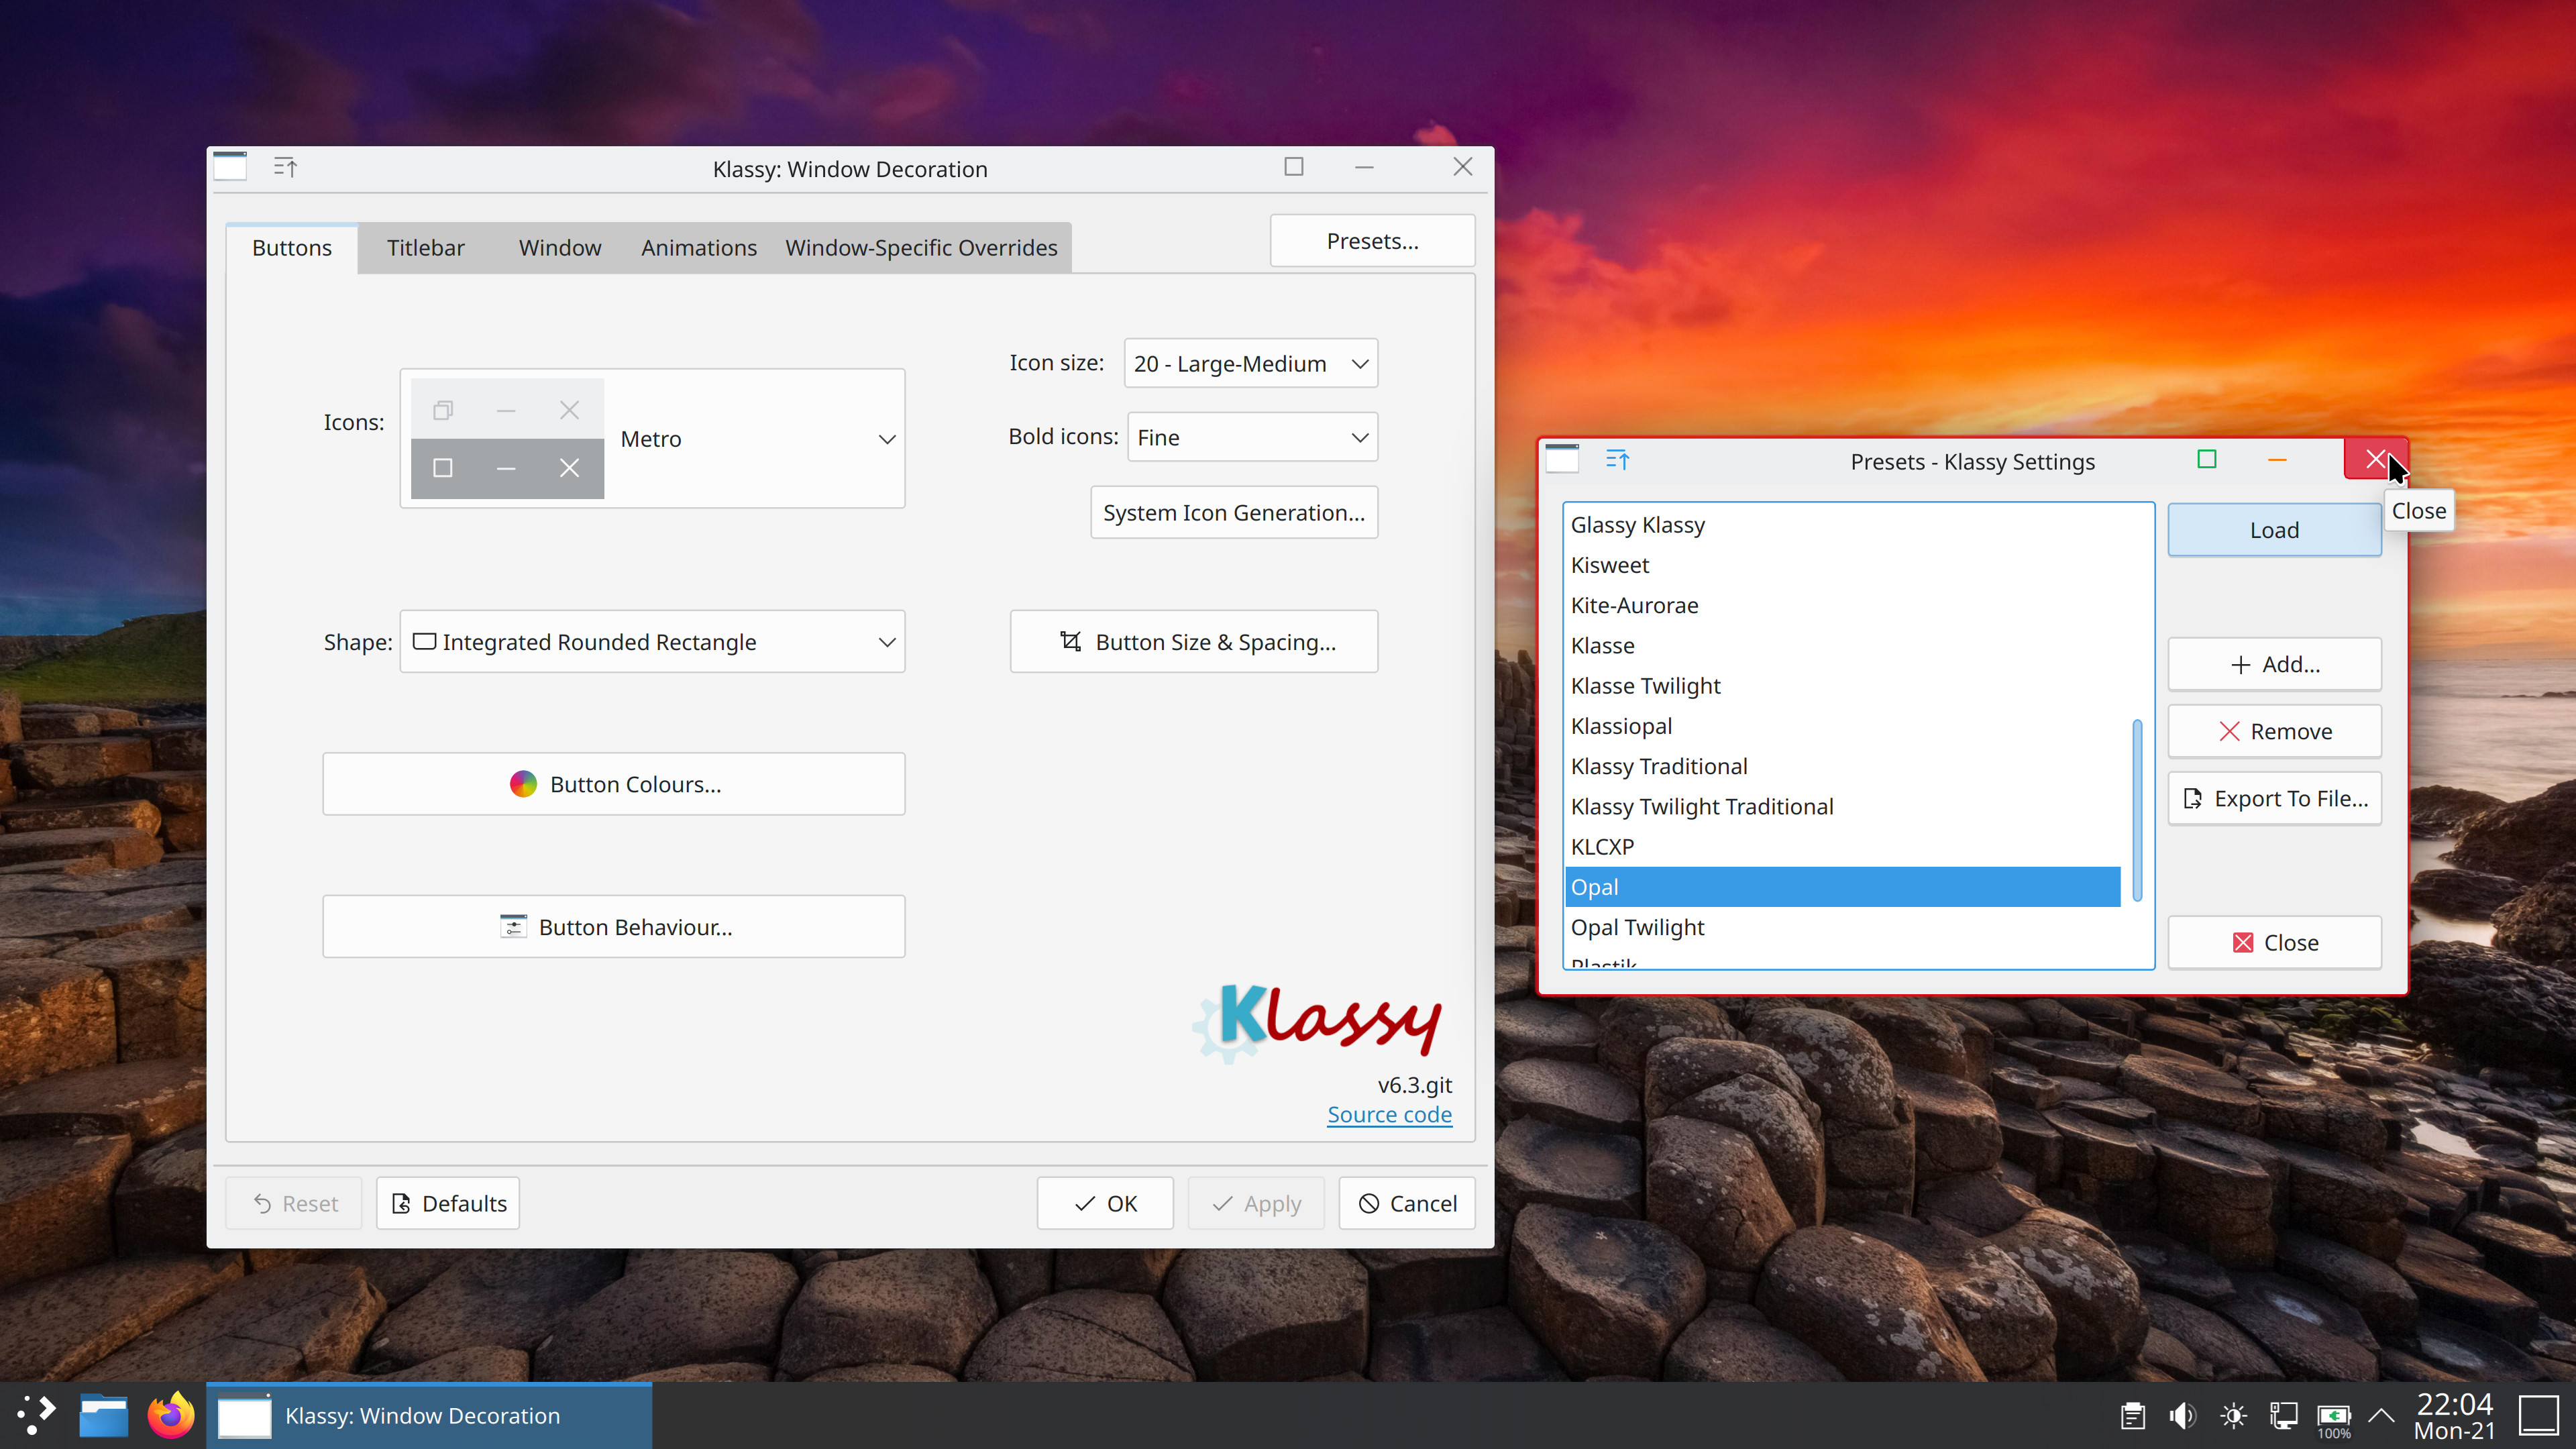 Klassy: Window Decoration
Buttons
Titlebar
Window
Animations
Window-Specific Overrides
Presets...
Icons:
Metro
Icon size:
20 - Large-Medium
Bold icons:
Fine
System Icon Generation...
Shape:
Integrated Rounded Rectangle
Button Size & Spacing...
Button Colours...
Button Behaviour...
Klassy
v6.3.git
Source code
Reset
Defaults
OK
Apply
Cancel
Presets - Klassy Settings
Close
Glassy Klassy
Kisweet
Kite-Aurorae
Klasse
Klasse Twilight
Klassiopal
Klassy Traditional
Klassy Twilight Traditional
KLCXP
Opal
Opal Twilight
Plastik
Load
Add...
Remove
Export To File...
Close
Klassy: Window Decoration
100%
22:04
Mon-21